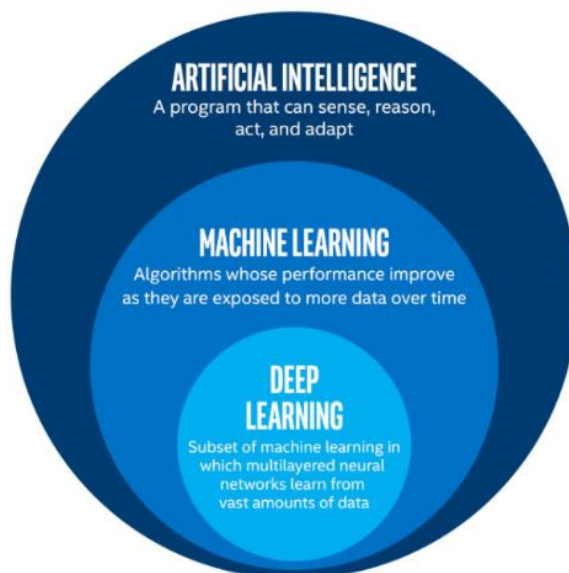 ARTIFICIAL INTELLIGENCE
A program that can sense, reason,
act, and adapt
MACHINE LEARNING
Algorithms whose performance improve
as they are exposed to more data over time
DEEP
LEARNING
Subset of machine learning in
which multilayered neural
networks learn from
vast amounts of data